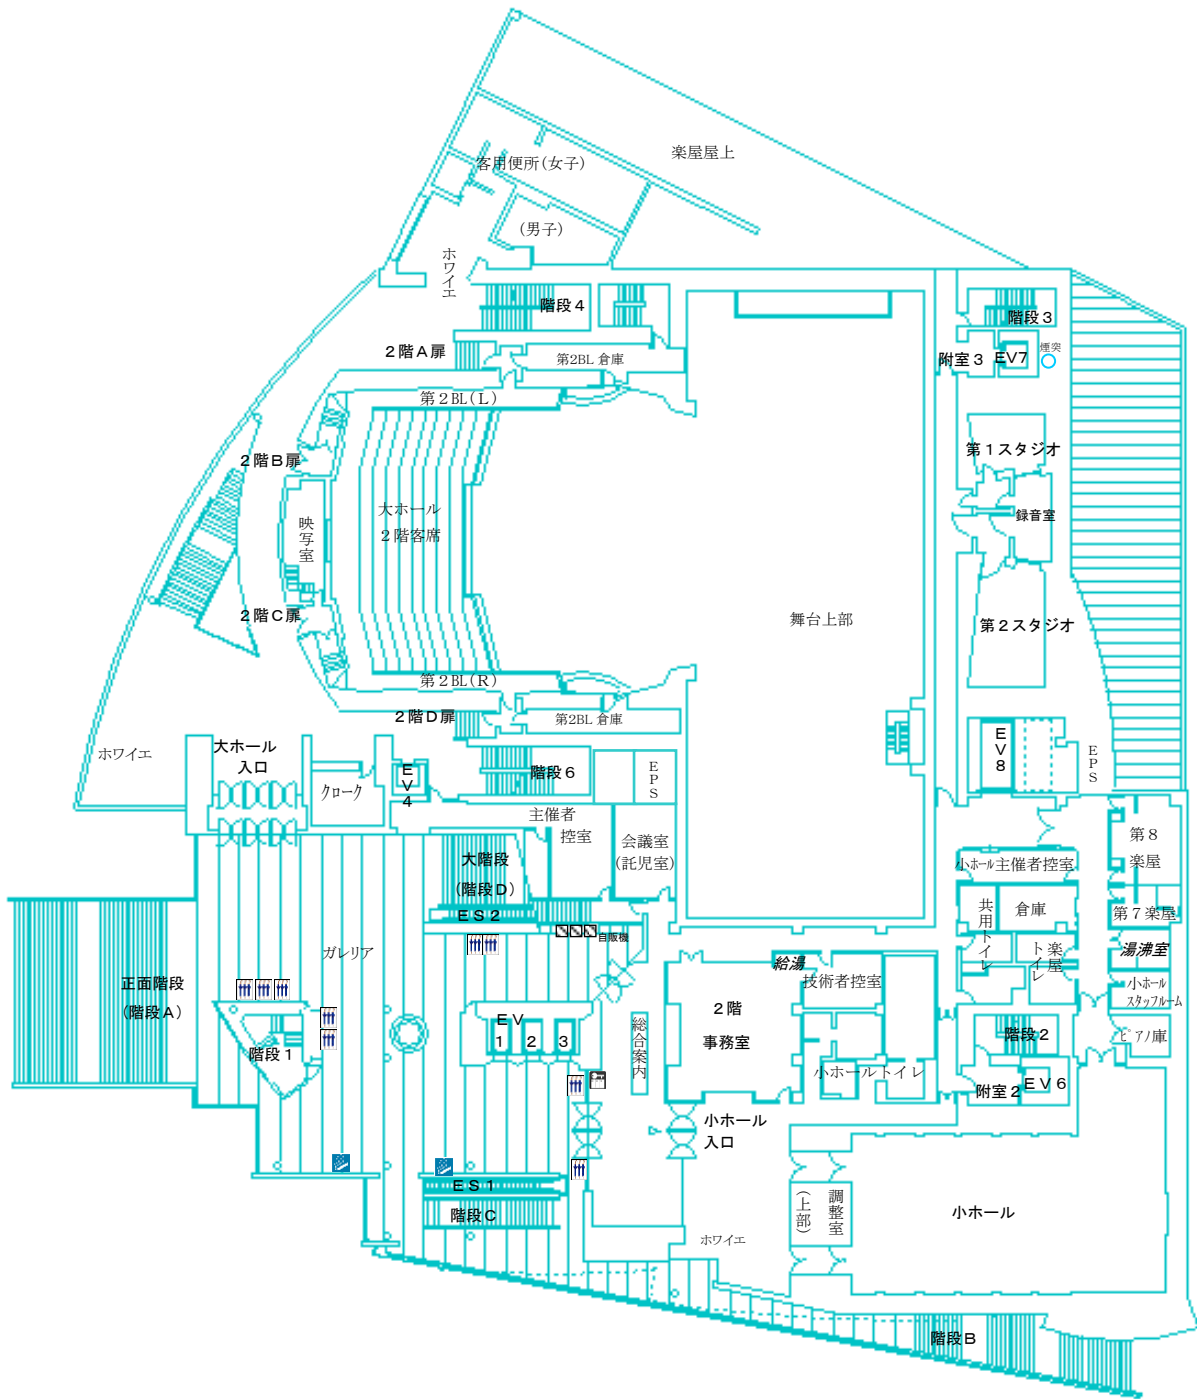 楽屋屋上
客用便所(女子)
(男子)
ホワイエ
階段4
階段3
2階A扉
第2BL倉庫
附室3
EV7
煙突
第2BL(L)
2階B扉
第1スタジオ
大ホール
2階客席
映写室
録音室
2階C扉
舞台上部
第2スタジオ
第2BL(R)
2階D扉
第2BL倉庫
ホワイエ
大ホール
入口
クローク
EV4
階段6
EPS
EV8
EPS
主催者
控室
会議室
(託児室)
第8
楽屋
大階段
(階段D)
小ホール主催者控室
ES2
共用トイレ
倉庫
第7楽屋
自販機
ガレリア
楽屋トイレ
湯沸室
給湯
技術者控室
小ホール
スタッフルーム
正面階段
(階段A)
EV
1
2
3
総合案内
2階
事務室
階段2
ピアノ庫
階段1
小ホールトイレ
附室2
EV6
小ホール
入口
ES1
階段C
調整室
(上部)
小ホール
ホワイエ
階段B